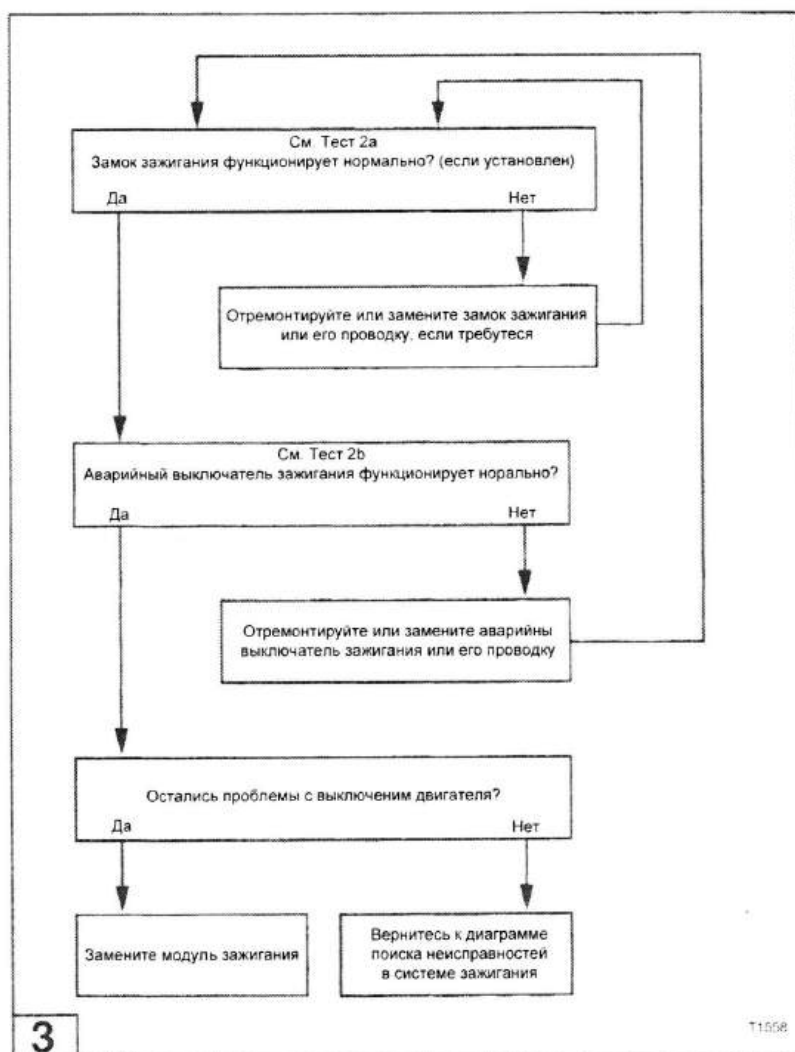 См. Тест 2a
Замок зажигания функционирует нормально? (если установлен)
Да
Нет
Отремонтируйте или замените замок зажигания
или его проводку, если требутеся
См. Тест 2b
Аварийный выключатель зажигания функционирует норально?
Да
Нет
Отремонтируйте или замените аварийны
выключатель зажигания или его проводку
Остались проблемы с выключеним двигателя?
Да
Нет
Замените модуль зажигания
Вернитесь к диаграмме
поиска неисправностей
в системе зажигания
3
T1558